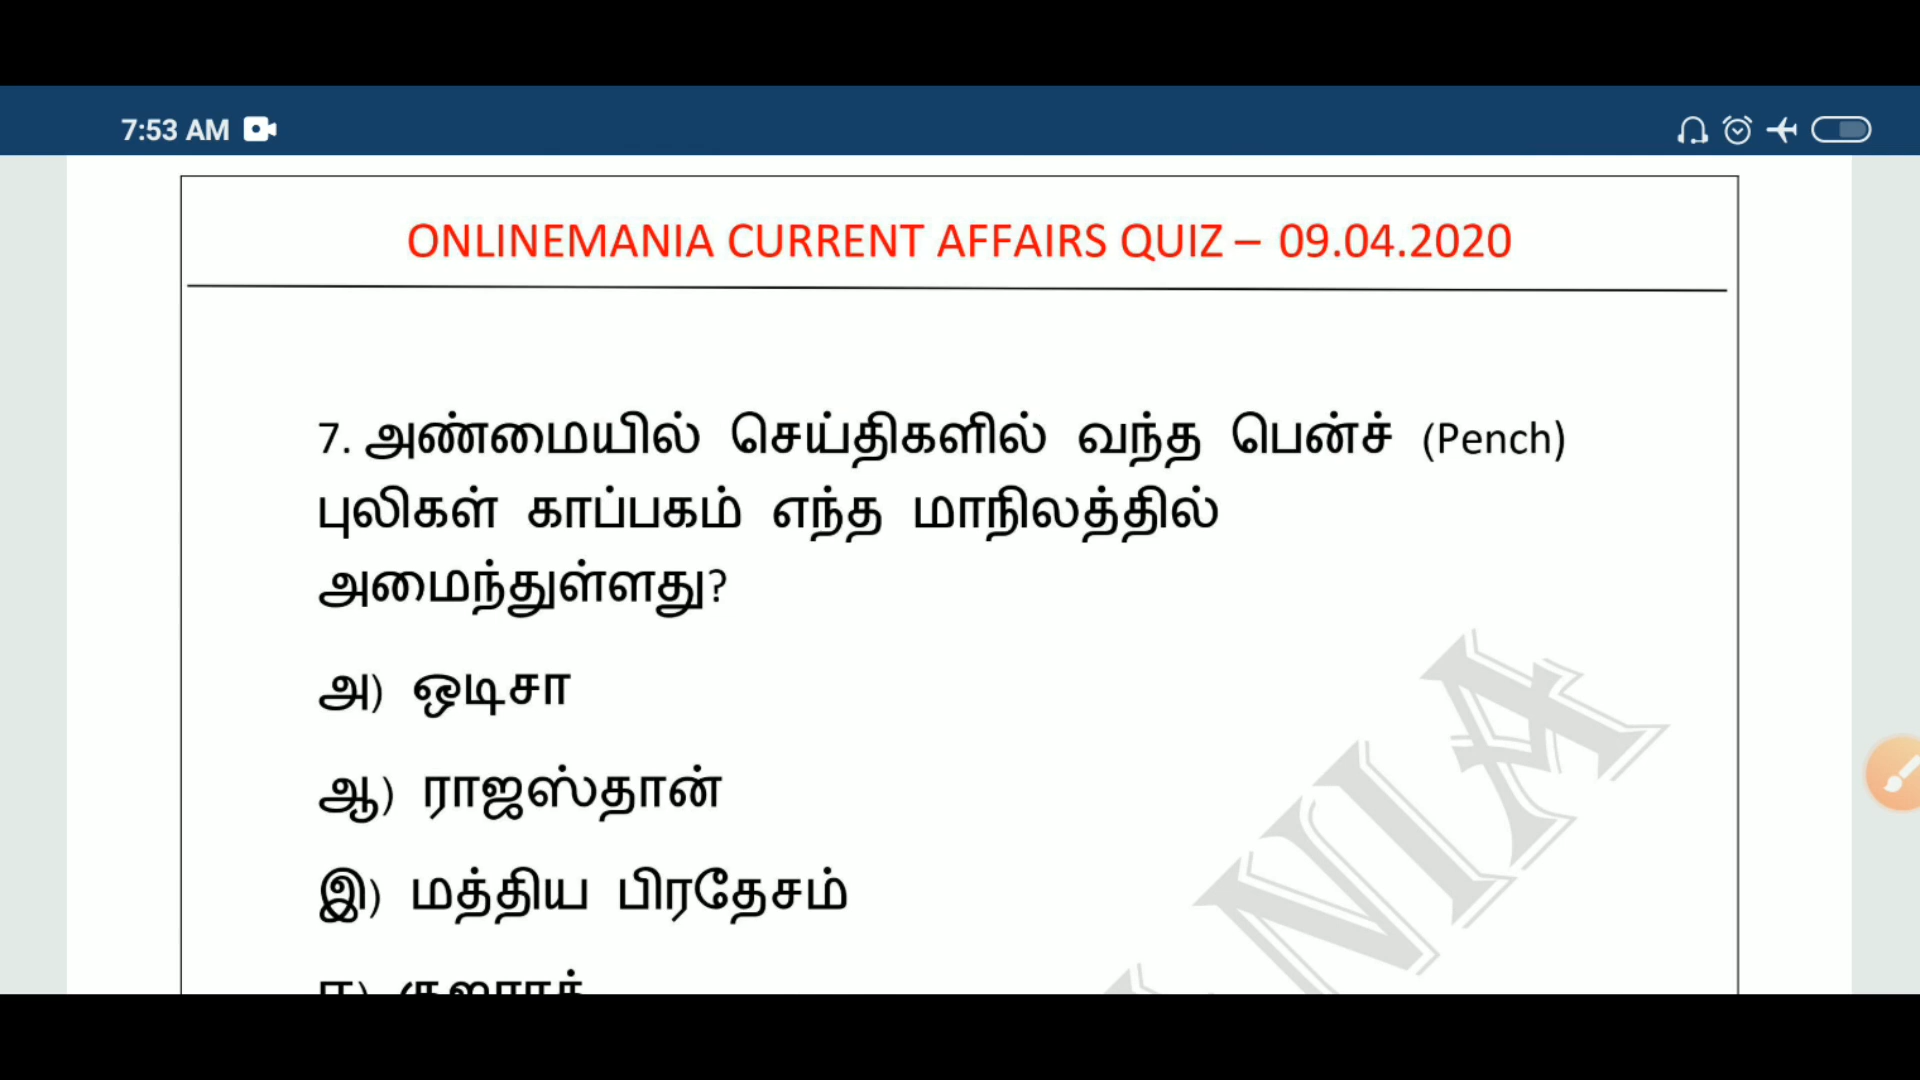 7:53 AM
ONLINEMANIA CURRENT AFFAIRS QUIZ – 09.04.2020
7. அண்மையில் செய்திகளில் வந்த பென்ச் (Pench)
புலிகள் காப்பகம் எந்த மாநிலத்தில்
அமைந்துள்ளது?
அ) ஒடிசா
ஆ) ராஜஸ்தான்
இ) மத்திய பிரதேசம்
NIA